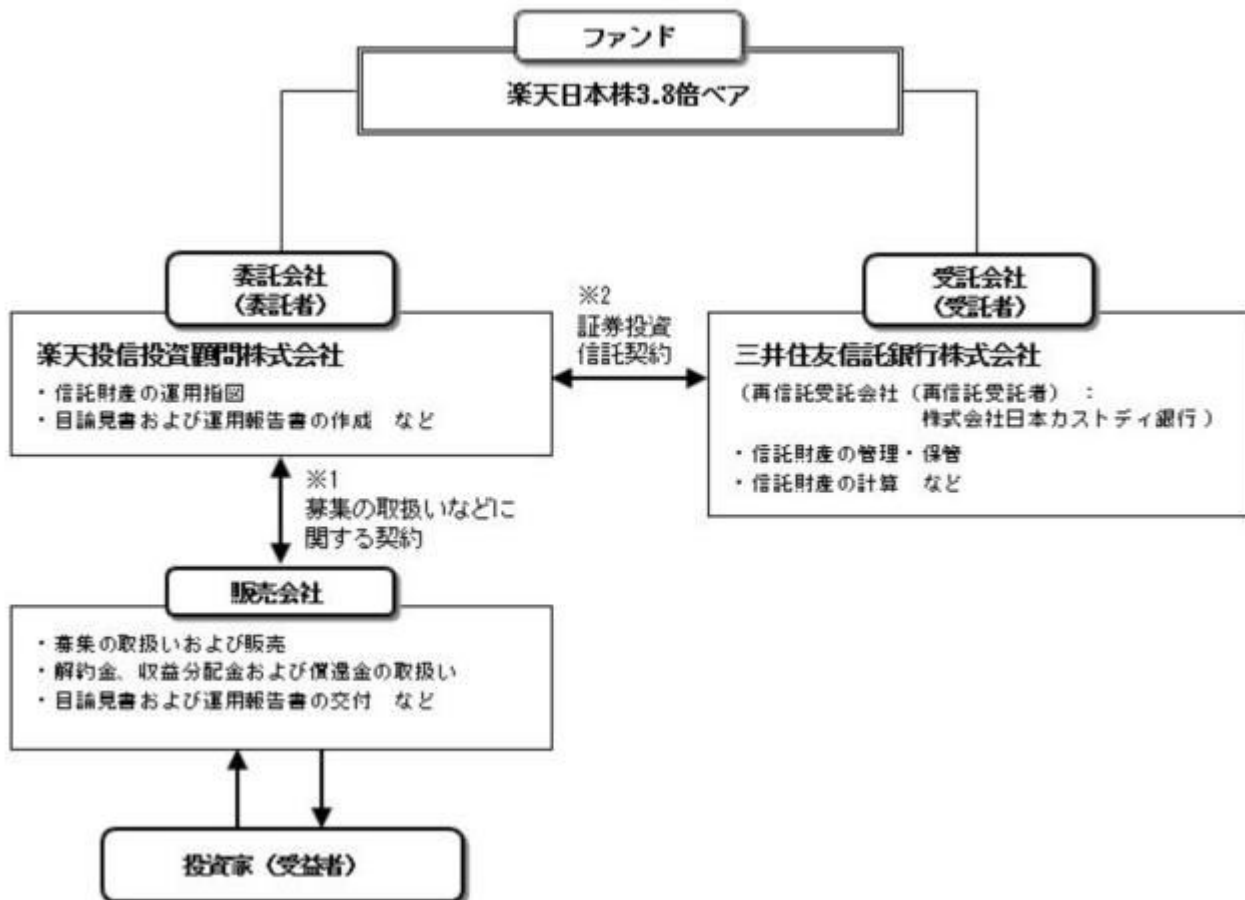 ファンド
楽天日本株3.8倍ベア
委託会社
（委託者）
楽天投信投資顧問株式会社
・信託財産の運用指図
・目論見書および運用報告書の作成　など
※2
証券投資
信託契約
受託会社
（受託者）
三井住友信託銀行株式会社
（再信託受託会社（再信託受託者）：
株式会社日本カストディ銀行）
・信託財産の管理・保管
・信託財産の計算　など
※1
募集の取扱いなどに
関する契約
販売会社
・募集の取扱いおよび販売
・解約金、収益分配金および償還金の取扱い
・目論見書および運用報告書の交付　など
投資家（受益者）